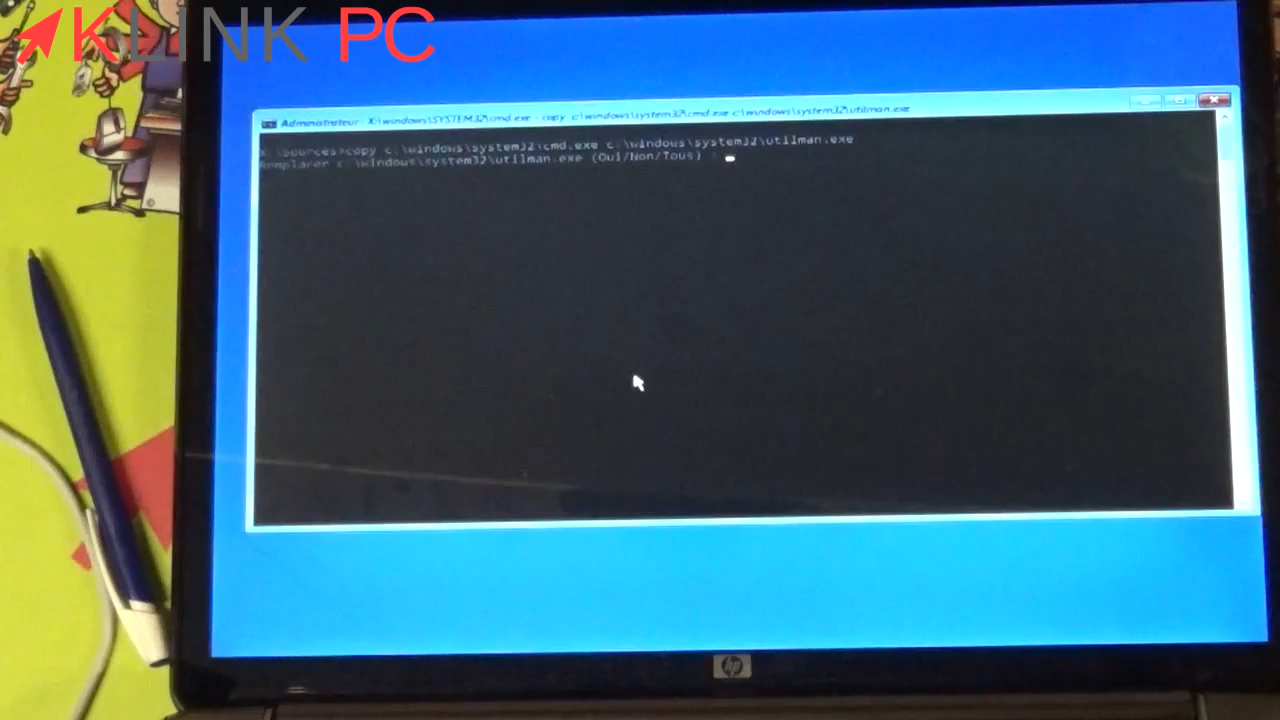 KLINK PC
Administrateur: X:\windows\SYSTEM32\cmd.exe - copy c:\windows\system32\cmd.exe c:\windows\system32\utilman.exe
X:\Sources>copy c:\windows\system32\cmd.exe c:\windows\system32\utilman.exe
Remplacer c:\windows\system32\utilman.exe (Oui/Non/Tous) :
hp